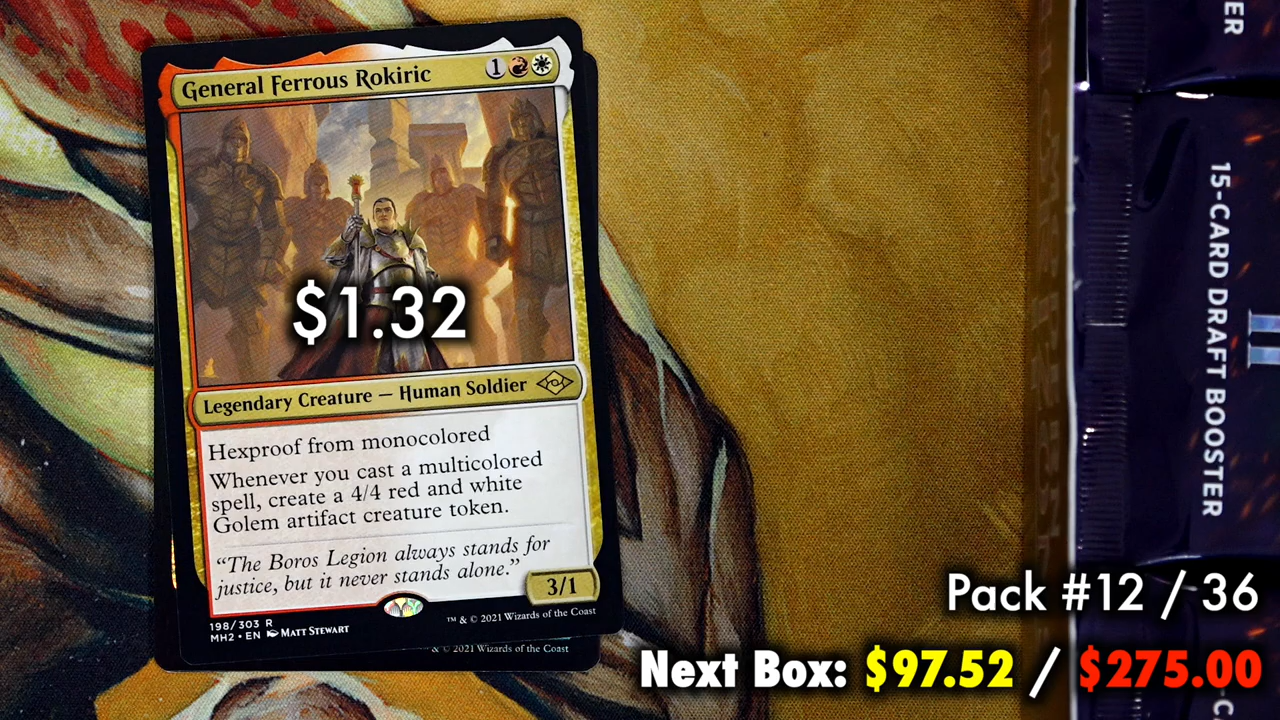 General Ferrous Rokiric
1
$1.32
Legendary Creature — Human Soldier
Hexproof from monocolored
Whenever you cast a multicolored
spell, create a 4/4 red and white
Golem artifact creature token.
“The Boros Legion always stands for
justice, but it never stands alone.”
3/1
198/303 R
MH2 • EN Matt Stewart
™ & © 2021 Wizards of the Coast
& © 2021 Wizards of the Coast
ER
15-CARD DRAFT BOOSTER
Pack #12 / 36
Next Box: $97.52 / $275.00